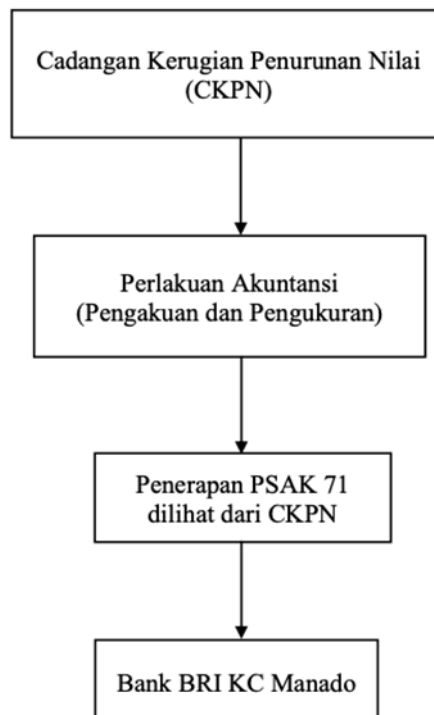 Cadangan Kerugian Penurunan Nilai
(CKPN)
Perlakuan Akuntansi
(Pengakuan dan Pengukuran)
Penerapan PSAK 71
dilihat dari CKPN
Bank BRI KC Manado